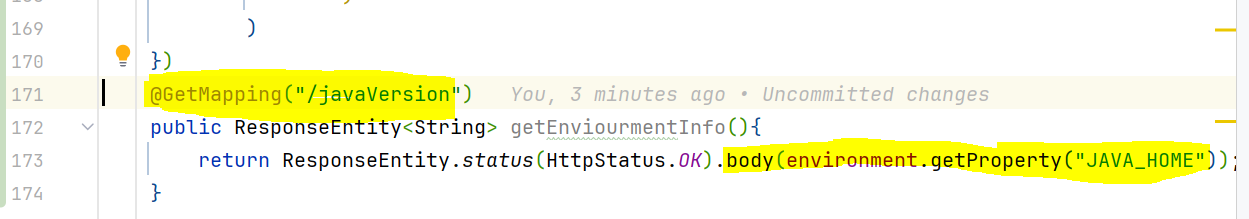 169 )
170 })
171 @GetMapping("/javaVersion") You, 3 minutes ago • Uncommitted changes
172 public ResponseEntity<String> getEnviourmentInfo(){
173 return ResponseEntity.status(HttpStatus.OK).body(environment.getProperty("JAVA_HOME"));
174 }